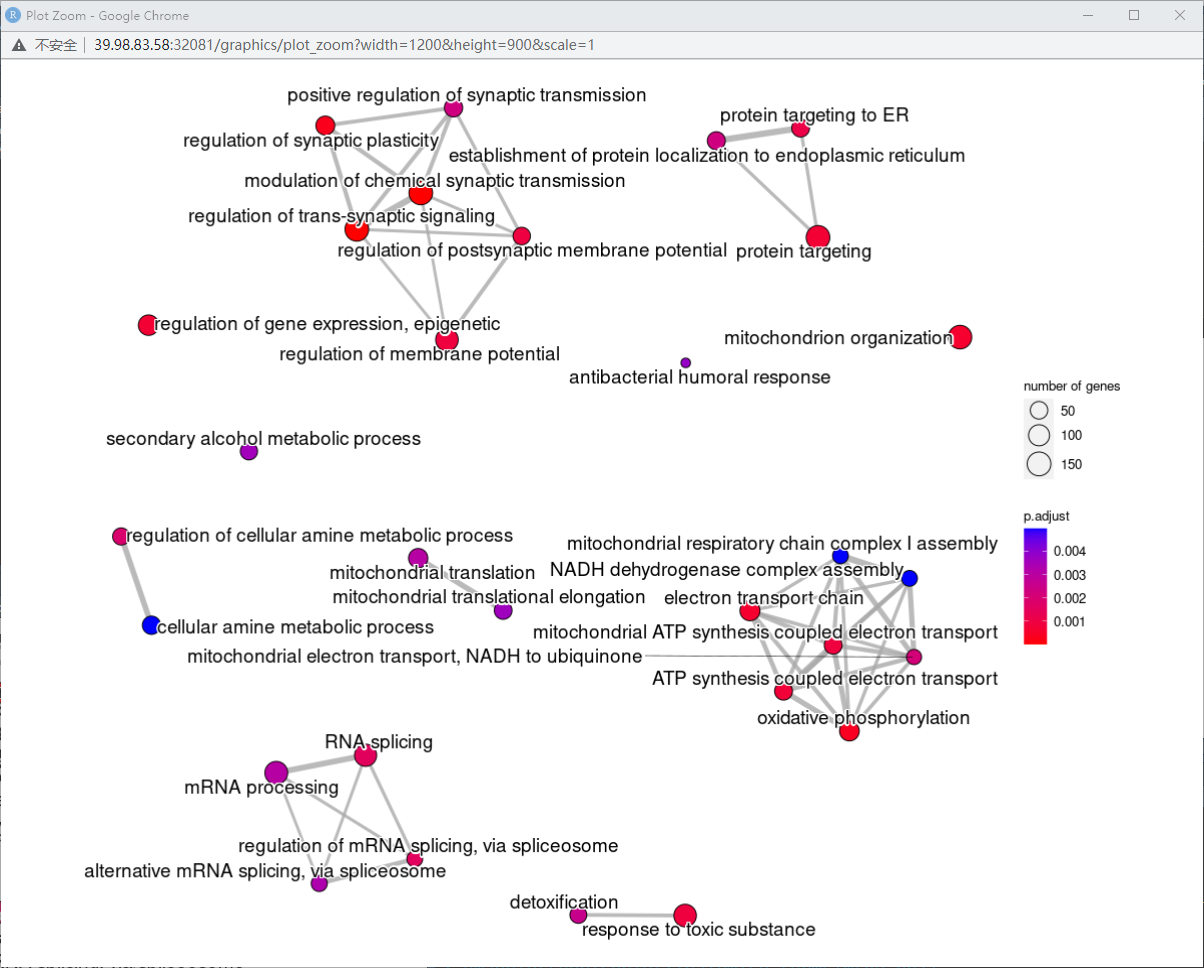 Plot Zoom - Google Chrome
不安全 39.98.83.58:32081/graphics/plot_zoom?width=1200&height=900&scale=1
positive regulation of synaptic transmission
protein targeting to ER
regulation of synaptic plasticity
establishment of protein localization to endoplasmic reticulum
modulation of chemical synaptic transmission
regulation of trans-synaptic signaling
regulation of postsynaptic membrane potential
protein targeting
regulation of gene expression, epigenetic
mitochondrion organization
regulation of membrane potential
antibacterial humoral response
number of genes
50
100
150
secondary alcohol metabolic process
p.adjust
0.004
0.003
0.002
0.001
regulation of cellular amine metabolic process
mitochondrial respiratory chain complex I assembly
mitochondrial translation
NADH dehydrogenase complex assembly
mitochondrial translational elongation
electron transport chain
cellular amine metabolic process
mitochondrial ATP synthesis coupled electron transport
mitochondrial electron transport, NADH to ubiquinone
ATP synthesis coupled electron transport
oxidative phosphorylation
RNA splicing
mRNA processing
regulation of mRNA splicing, via spliceosome
alternative mRNA splicing, via spliceosome
detoxification
response to toxic substance